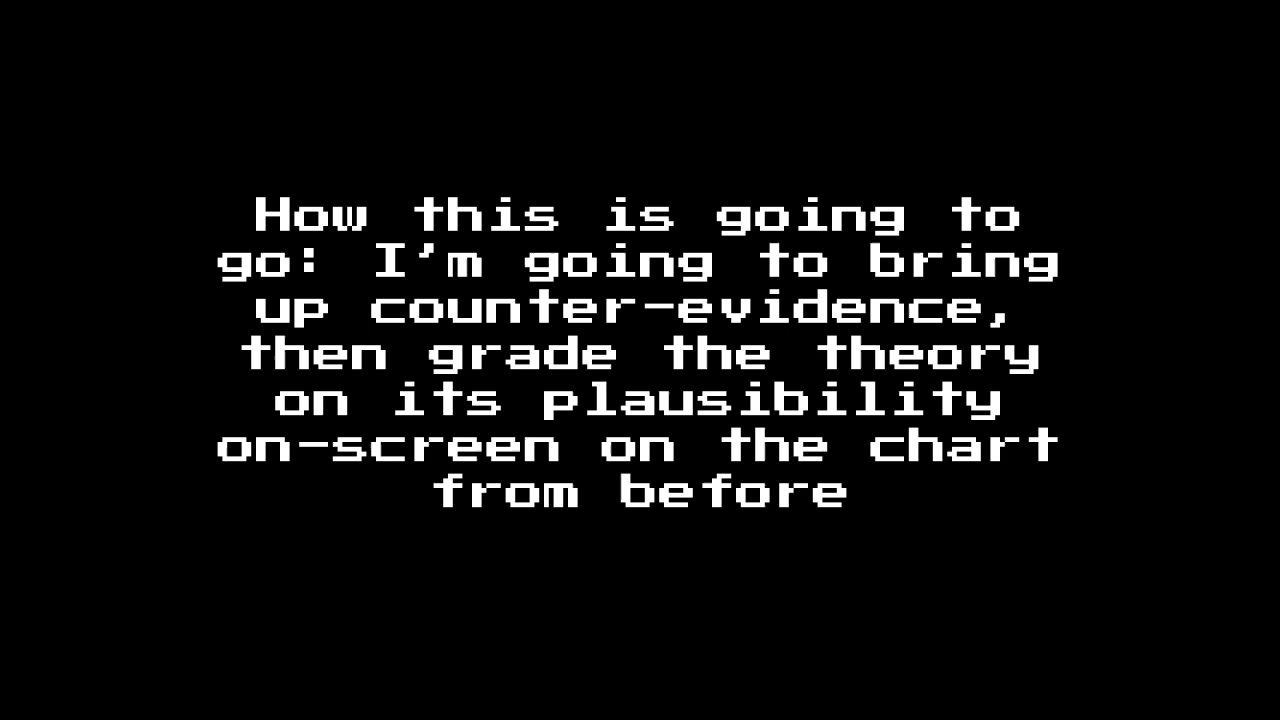 How this is going to
go: I'm going to bring
up counter-evidence,
then grade the theory
on its plausibility
on-screen on the chart
from before